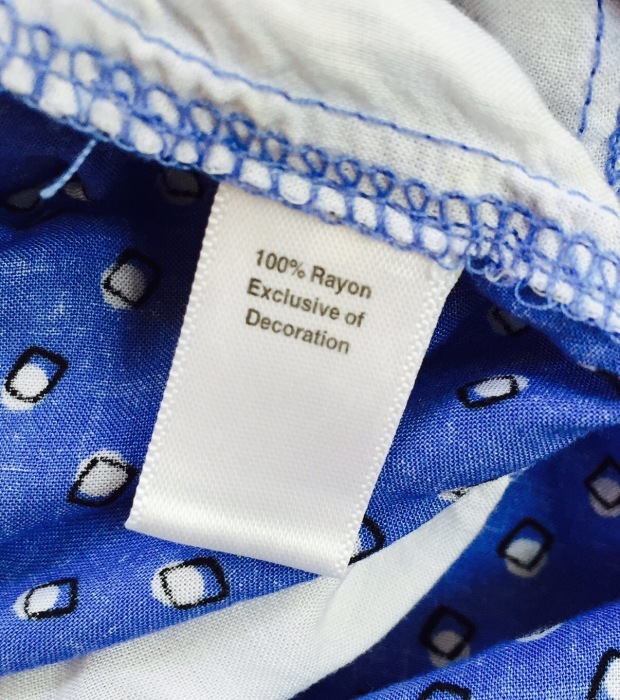 100% Rayon
Exclusive of
Decoration